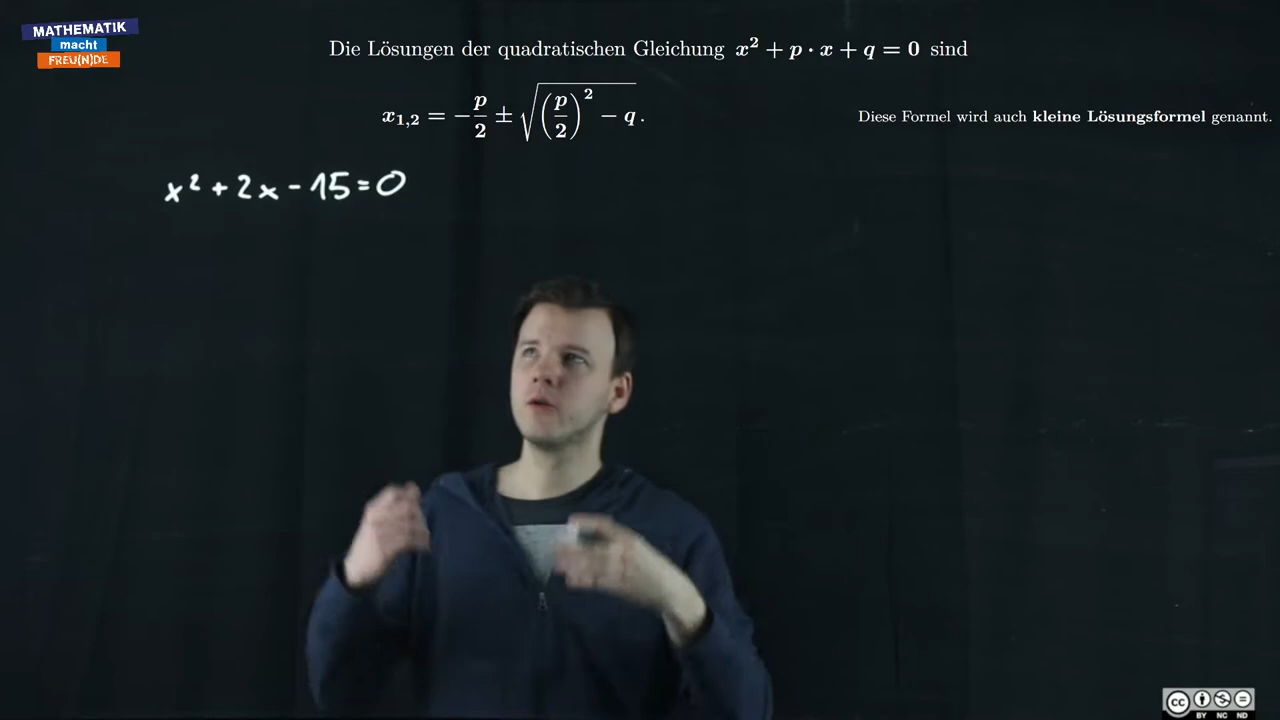 MATHEMATIK
macht
FREU(N)DE
Die Lösungen der quadratischen Gleichung x² + p · x + q = 0 sind
x₁,₂ = −p/2 ± √((p/2)² − q).
Diese Formel wird auch kleine Lösungsformel genannt.
x² + 2x - 15 = 0
cc
BY NC ND